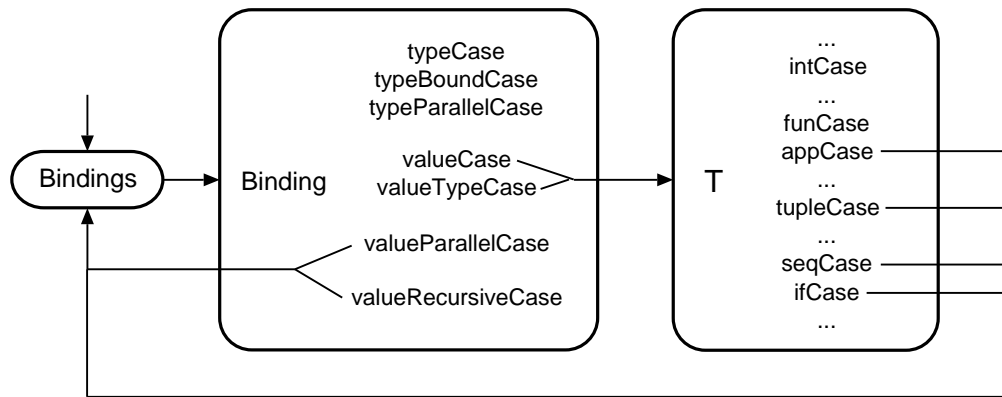 Bindings
Binding
typeCase
typeBoundCase
typeParallelCase
valueCase
valueTypeCase
valueParallelCase
valueRecursiveCase
T
...
intCase
...
funCase
appCase
...
tupleCase
...
seqCase
ifCase
...